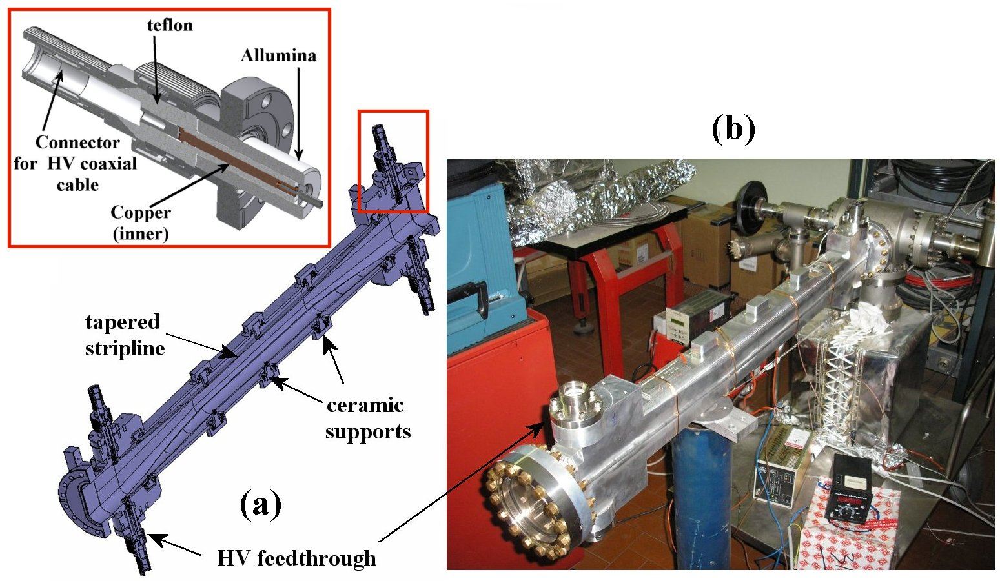 teflon
Allumina
Connector
for HV coaxial
cable
Copper
(inner)
(b)
tapered
stripline
ceramic
supports
(a)
HV feedthrough